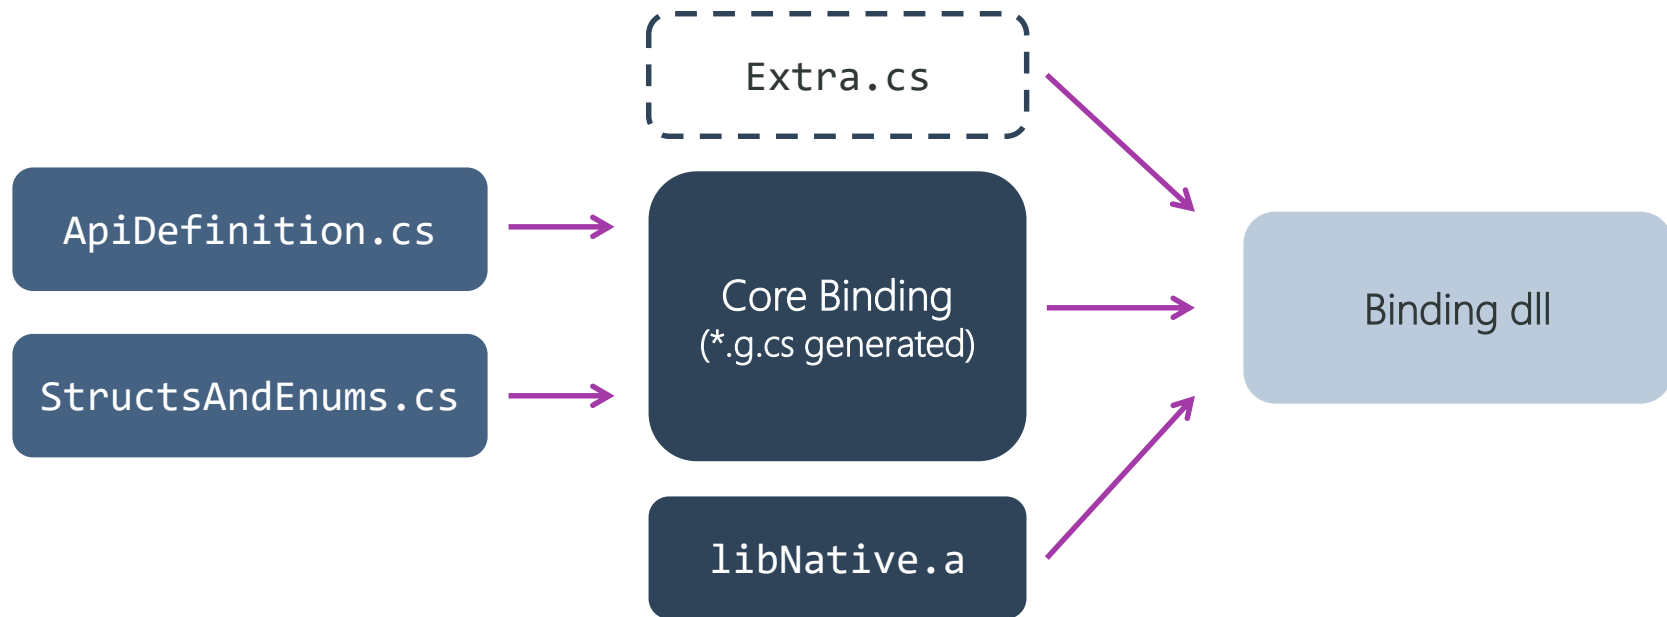 Extra.cs
ApiDefinition.cs
StructsAndEnums.cs
Core Binding
(*.g.cs generated)
libNative.a
Binding dll